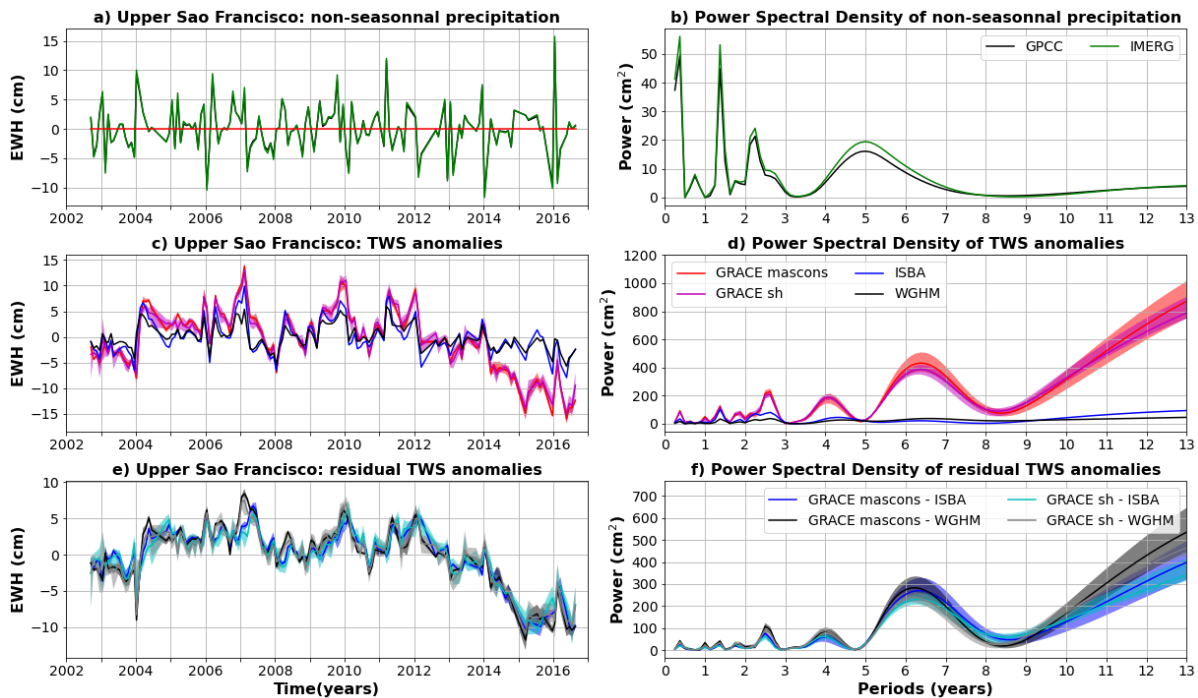 a) Upper Sao Francisco: non-seasonnal precipitation
EWH (cm)
15
10
5
0
−5
−10
2002 2004 2006 2008 2010 2012 2014 2016
b) Power Spectral Density of non-seasonnal precipitation
GPCC IMERG
Power (cm²)
50
40
30
20
10
0
0 1 2 3 4 5 6 7 8 9 10 11 12 13
c) Upper Sao Francisco: TWS anomalies
EWH (cm)
15
10
5
0
−5
−10
−15
2002 2004 2006 2008 2010 2012 2014 2016
d) Power Spectral Density of TWS anomalies
GRACE mascons ISBA
GRACE sh WGHM
Power (cm²)
1200
1000
800
600
400
200
0
0 1 2 3 4 5 6 7 8 9 10 11 12 13
e) Upper Sao Francisco: residual TWS anomalies
EWH (cm)
10
5
0
−5
−10
2002 2004 2006 2008 2010 2012 2014 2016
Time(years)
f) Power Spectral Density of residual TWS anomalies
GRACE mascons - ISBA GRACE sh - ISBA
GRACE mascons - WGHM GRACE sh - WGHM
Power (cm²)
700
600
500
400
300
200
100
0
0 1 2 3 4 5 6 7 8 9 10 11 12 13
Periods (years)